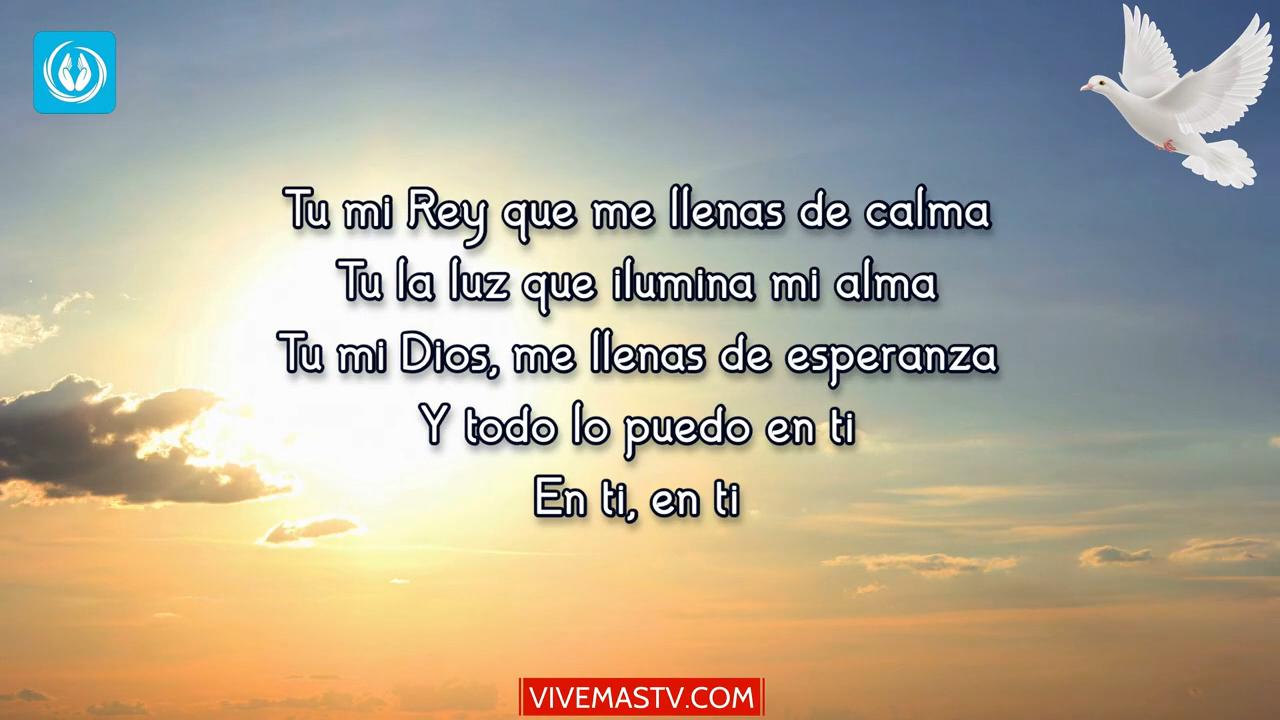 Tu mi Rey que me llenas de calma
Tu la luz que ilumina mi alma
Tu mi Dios, me llenas de esperanza
Y todo lo puedo en ti
En ti, en ti
VIVEMASTV.COM